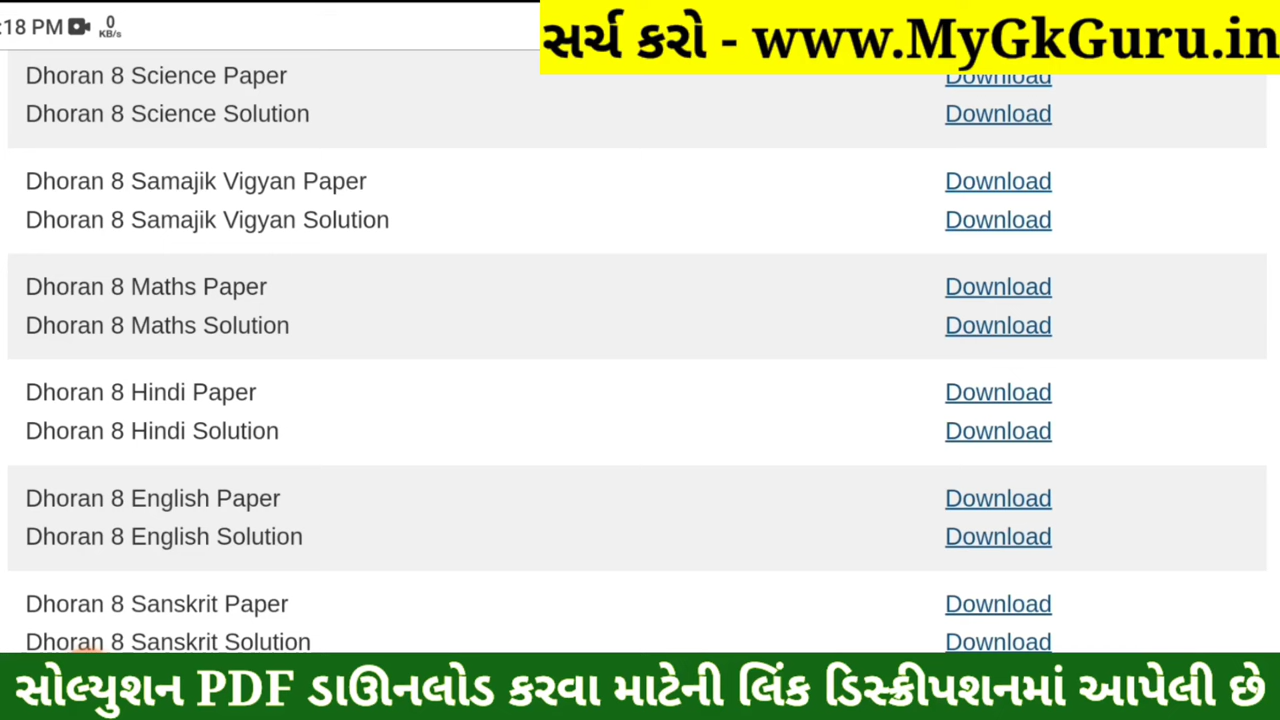 :18 PM 0 KB/s
સર્ચ કરો - www.MyGkGuru.in
Dhoran 8 Science Paper Download
Dhoran 8 Science Solution Download
Dhoran 8 Samajik Vigyan Paper Download
Dhoran 8 Samajik Vigyan Solution Download
Dhoran 8 Maths Paper Download
Dhoran 8 Maths Solution Download
Dhoran 8 Hindi Paper Download
Dhoran 8 Hindi Solution Download
Dhoran 8 English Paper Download
Dhoran 8 English Solution Download
Dhoran 8 Sanskrit Paper Download
Dhoran 8 Sanskrit Solution Download
સોલ્યુશન PDF ડાઊનલોડ કરવા માટેની લિંક ડિસ્ક્રીપશનમાં આપેલી છે